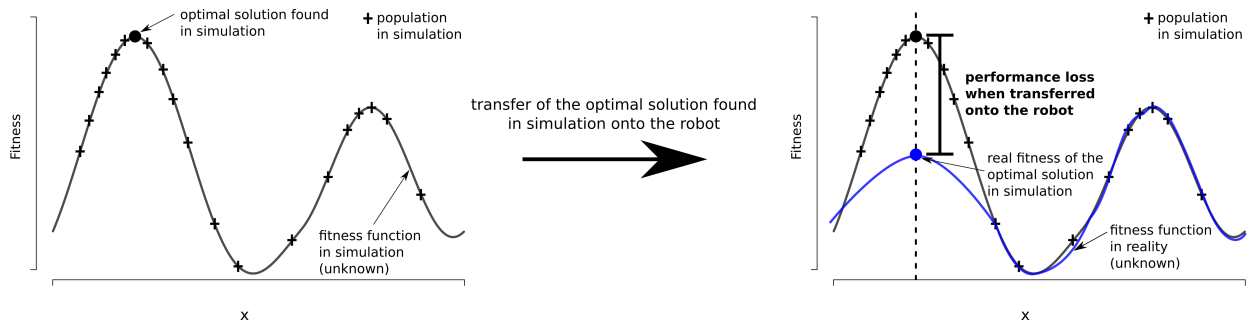 optimal solution found
in simulation
population
in simulation
Fitness
fitness function
in simulation
(unknown)
x
transfer of the optimal solution found
in simulation onto the robot
population
in simulation
Fitness
performance loss
when transferred
onto the robot
real fitness of the
optimal solution
in simulation
fitness function
in reality
(unknown)
x